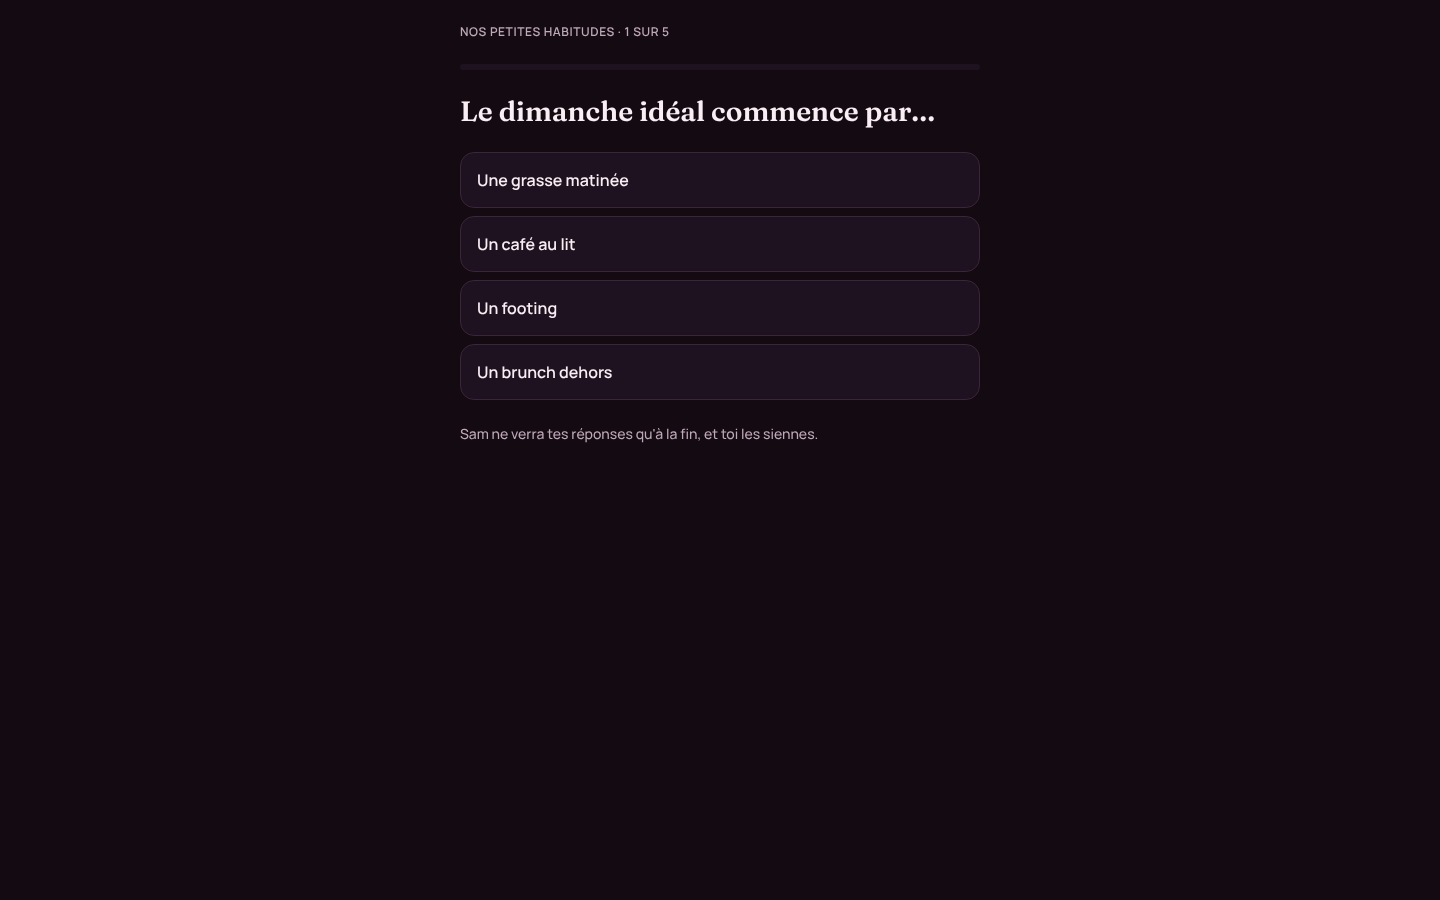 NOS PETITES HABITUDES · 1 SUR 5
Le dimanche idéal commence par…
Une grasse matinée
Un café au lit
Un footing
Un brunch dehors
Sam ne verra tes réponses qu'à la fin, et toi les siennes.